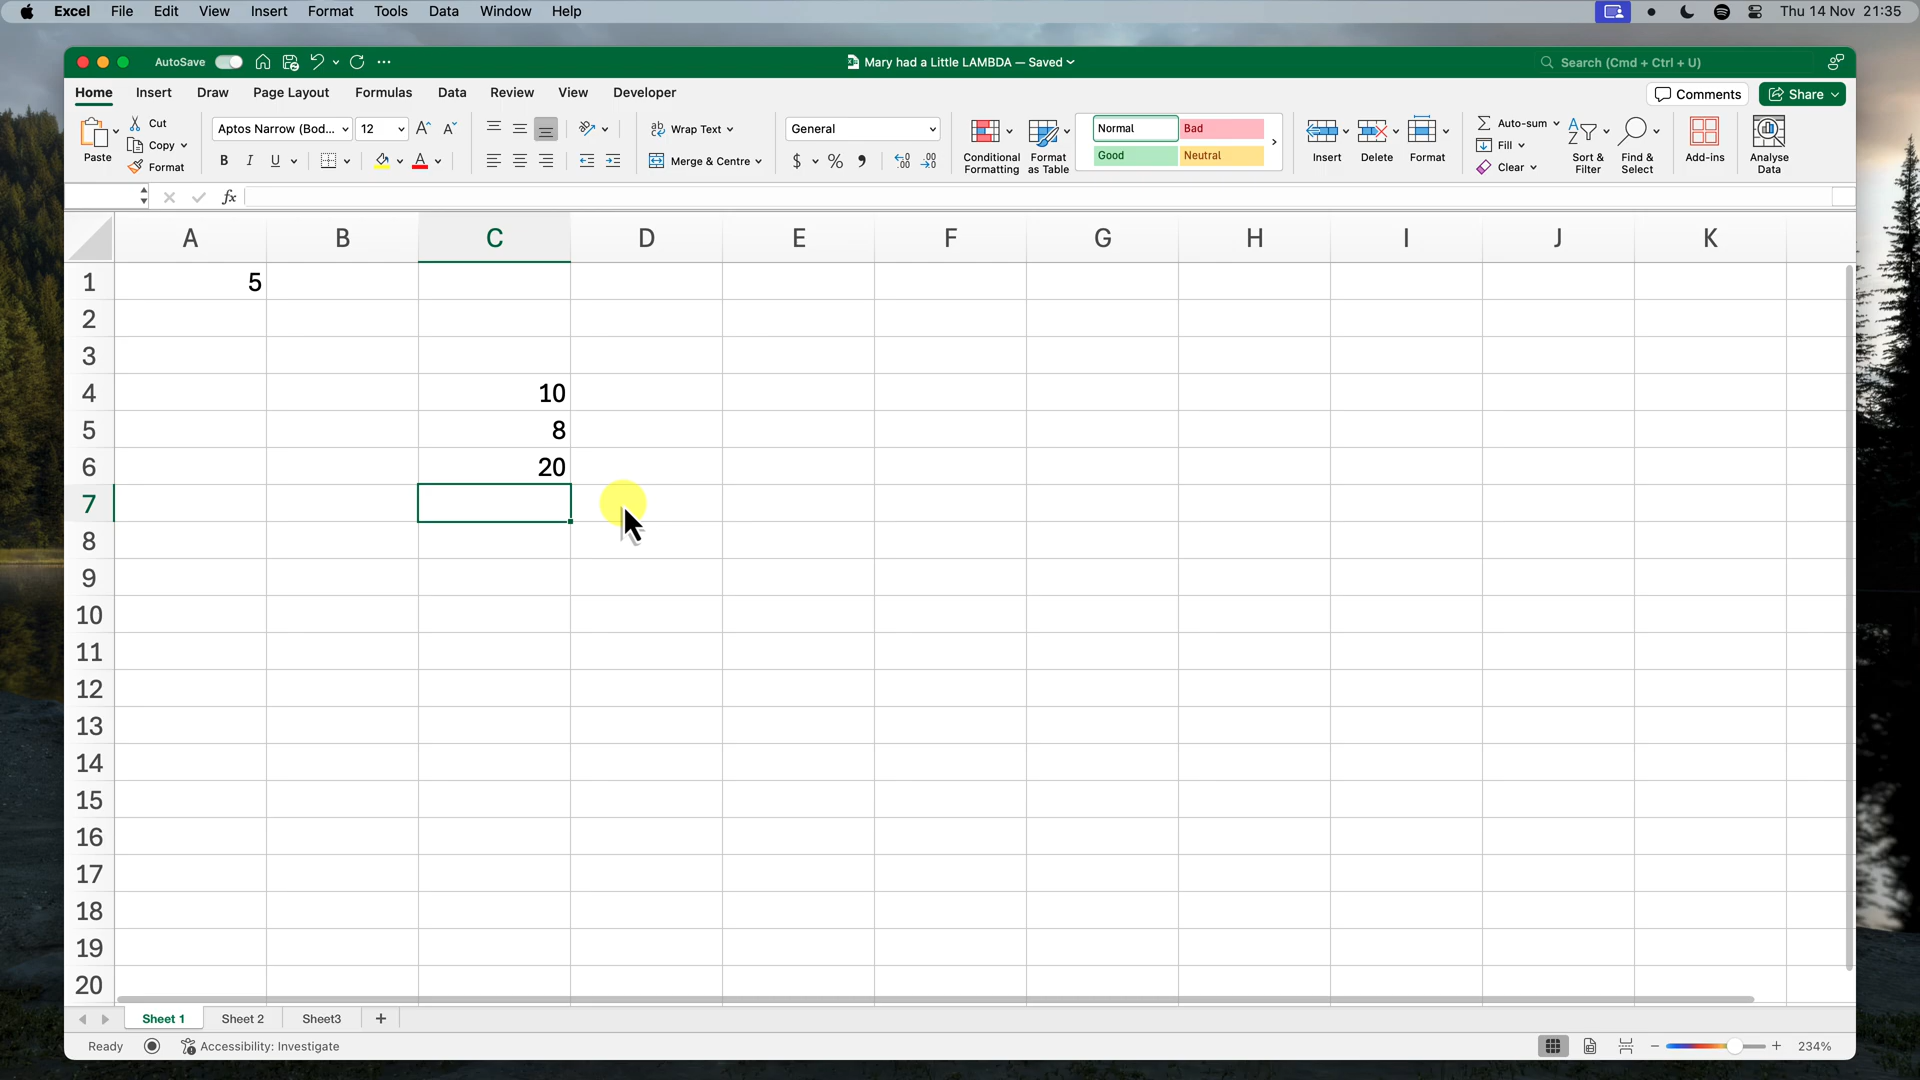 Excel File Edit View Insert Format Tools Data Window Help Thu 14 Nov 21:35
AutoSave Mary had a Little LAMBDA — Saved Search (Cmd + Ctrl + U)
Home Insert Draw Page Layout Formulas Data Review View Developer Comments Share
Paste Cut Copy Format
Aptos Narrow (Bod... 12
B I U A
Wrap Text
Merge & Centre
General
$ %
Conditional Formatting
Format as Table
Normal Bad
Good Neutral
Insert Delete Format
Auto-sum
Fill
Clear
Sort & Filter
Find & Select
Add-ins
Analyse Data
fx
A B C D E F G H I J K
1 5
2
3
4 10
5 8
6 20
7
8
9
10
11
12
13
14
15
16
17
18
19
20
Sheet 1 Sheet 2 Sheet3 +
Ready Accessibility: Investigate 234%